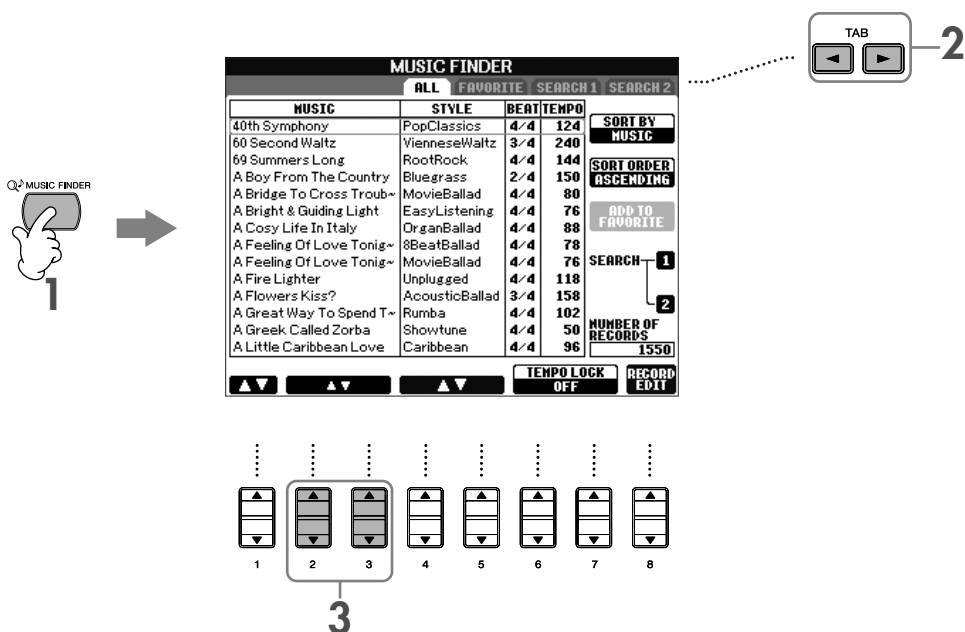 TAB
2
MUSIC FINDER
ALL FAVORITE SEARCH 1 SEARCH 2
MUSIC STYLE BEAT TEMPO
40th Symphony PopClassics 4/4 124
60 Second Waltz VienneseWaltz 3/4 240
69 Summers Long RootRock 4/4 144
A Boy From The Country Bluegrass 2/4 150
A Bridge To Cross Troub~ MovieBallad 4/4 80
A Bright & Guiding Light EasyListening 4/4 76
A Cosy Life In Italy OrganBallad 4/4 88
A Feeling Of Love Tonig~ 8BeatBallad 4/4 78
A Feeling Of Love Tonig~ MovieBallad 4/4 76
A Fire Lighter Unplugged 4/4 118
A Flowers Kiss? AcousticBallad 3/4 158
A Great Way To Spend T~ Rumba 4/4 102
A Greek Called Zorba Showtune 4/4 50
A Little Caribbean Love Caribbean 4/4 96
SORT BY
MUSIC
SORT ORDER
ASCENDING
ADD TO
FAVORITE
SEARCH 1
2
NUMBER OF
RECORDS
1550
TEMPO LOCK
OFF
RECORD
EDIT
MUSIC FINDER
1
1 2 3 4 5 6 7 8
3